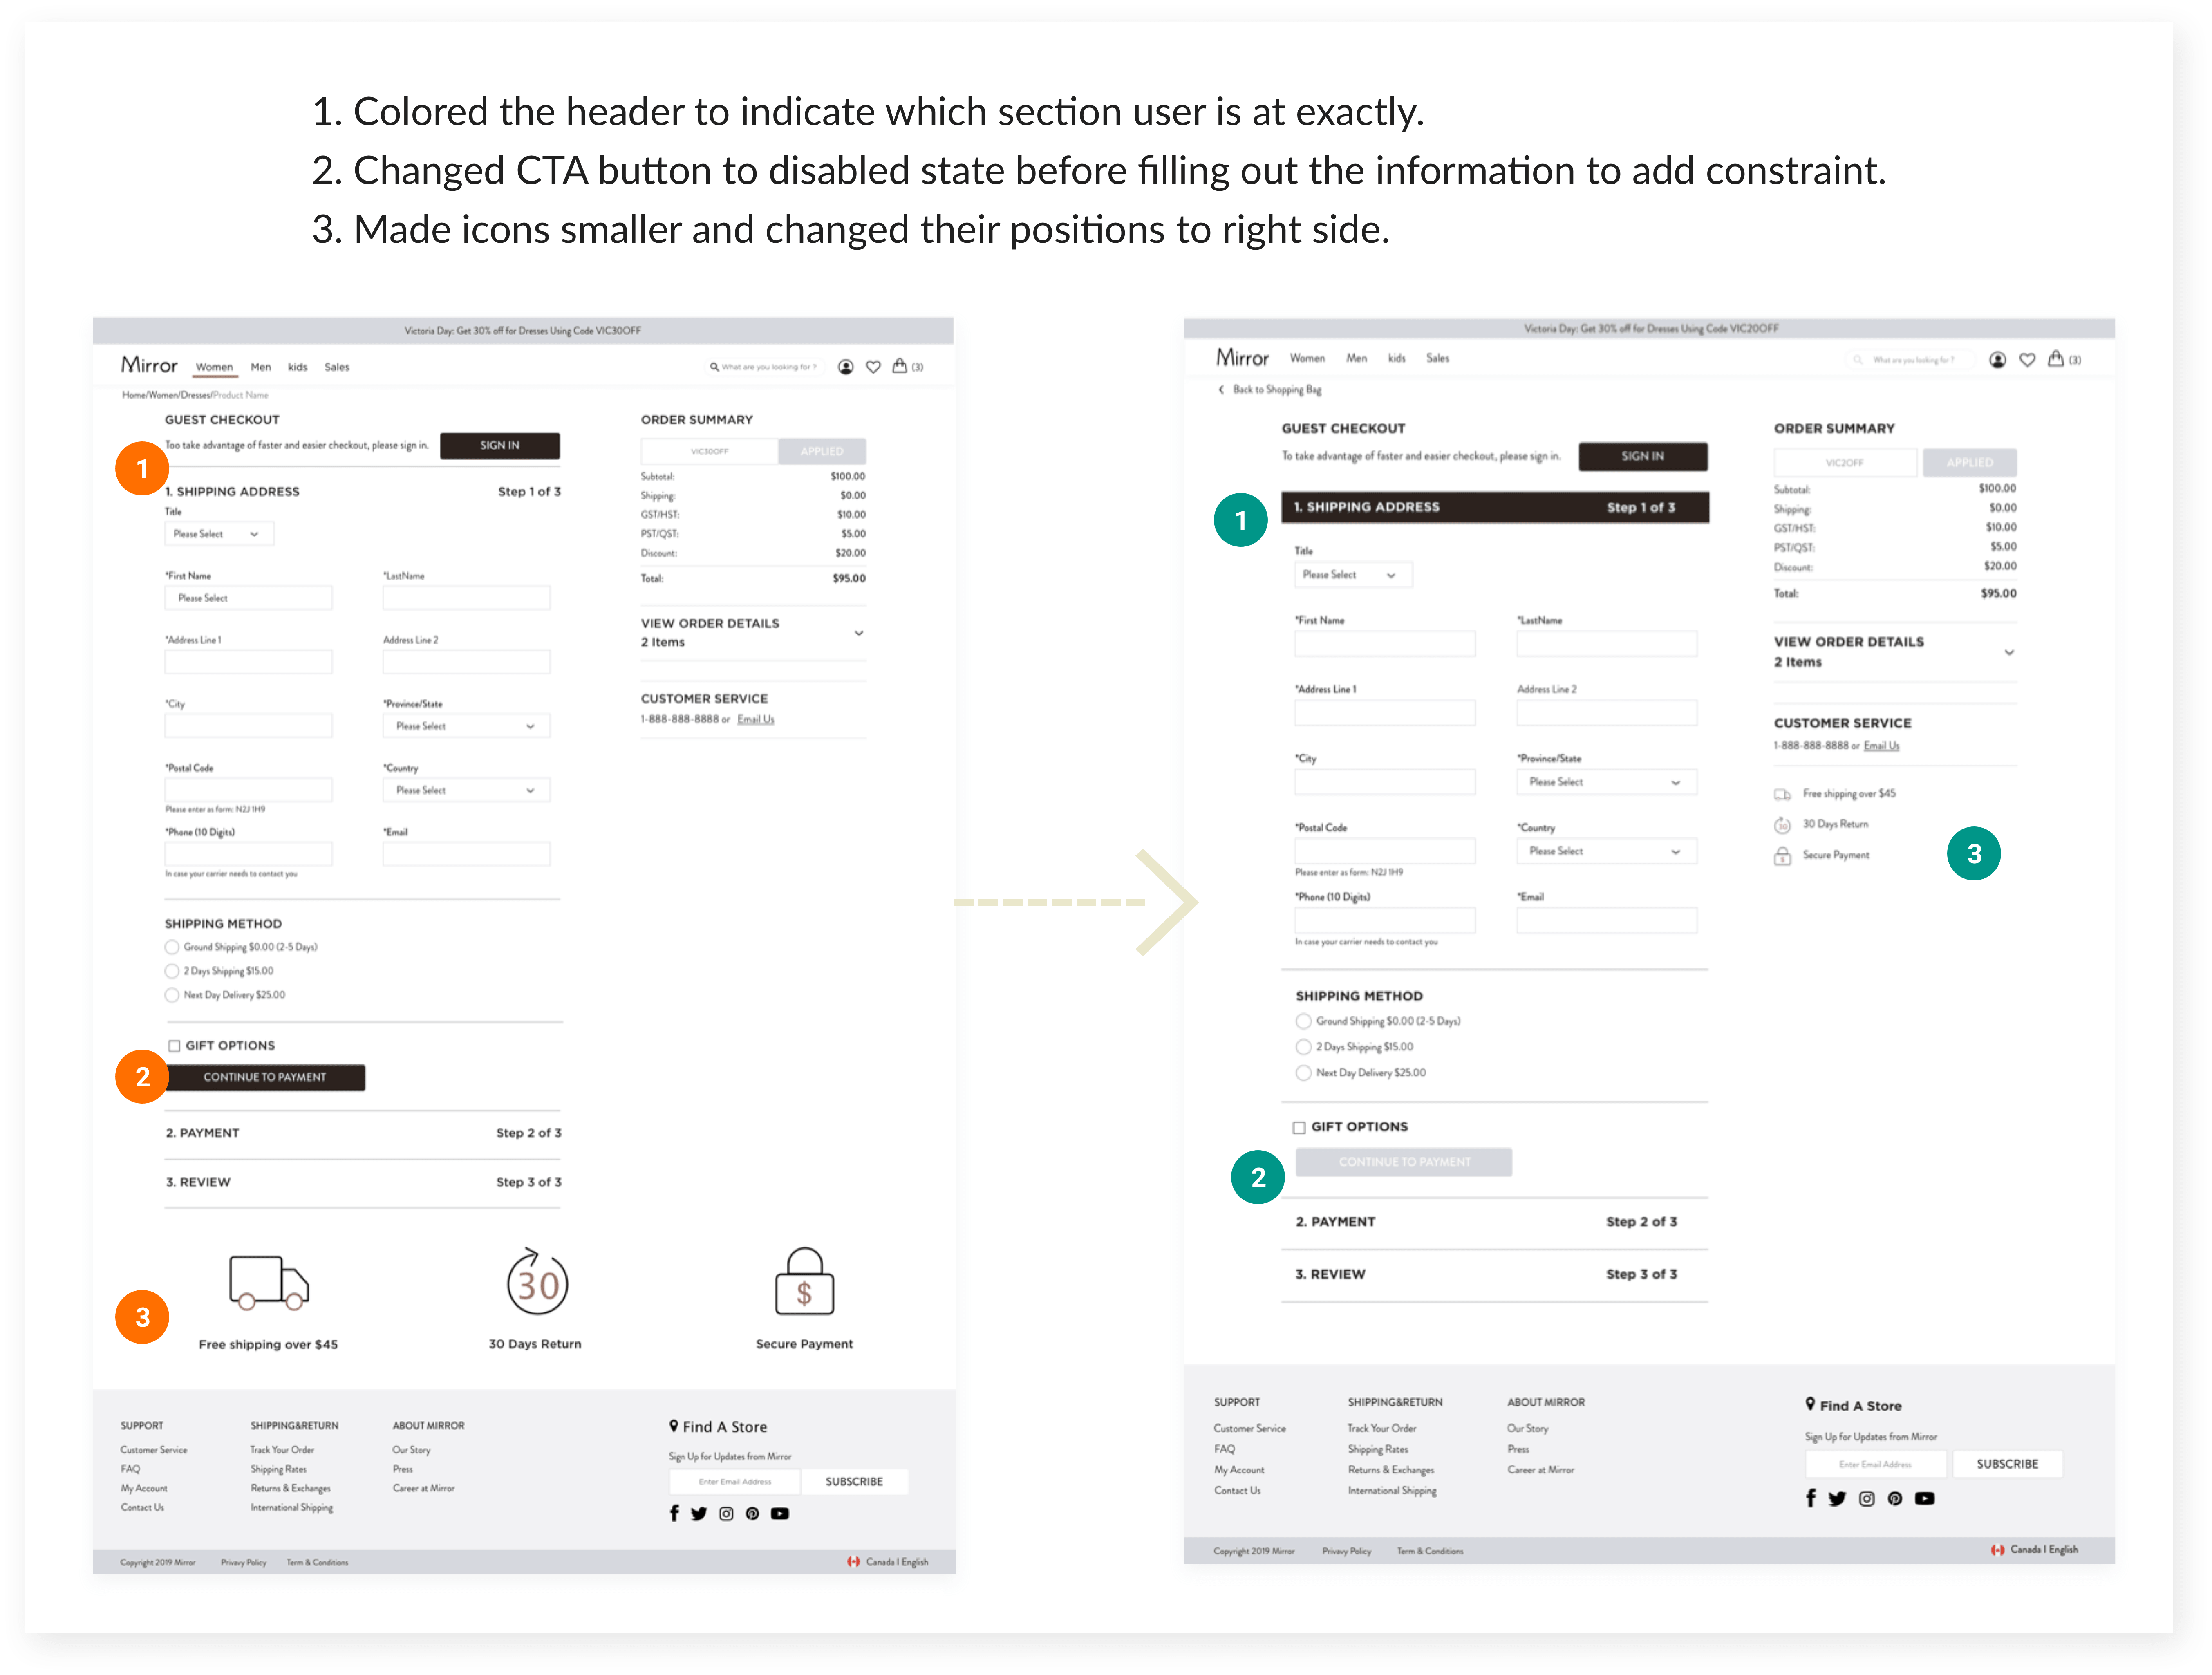 1. Colored the header to indicate which section user is at exactly.
2. Changed CTA button to disabled state before filling out the information to add constraint.
3. Made icons smaller and changed their positions to right side.
Victoria Day: Get 30% off for Dresses Using Code VIC30OFF
Mirror Women Men kids Sales What are you looking for ? (3)
Home/Women/Dresses/Product Name
GUEST CHECKOUT
Too take advantage of faster and easier checkout, please sign in. SIGN IN
1
1. SHIPPING ADDRESS Step 1 of 3
Title
Please Select
*First Name *LastName
Please Select
*Address Line 1 Address Line 2
*City *Province/State
Please Select
*Postal Code *Country
Please Select
Please enter as form: N2J 1H9
*Phone (10 Digits) *Email
In case your carrier needs to contact you
SHIPPING METHOD
Ground Shipping $0.00 (2-5 Days)
2 Days Shipping $15.00
Next Day Delivery $25.00
GIFT OPTIONS
2 CONTINUE TO PAYMENT
2. PAYMENT Step 2 of 3
3. REVIEW Step 3 of 3
ORDER SUMMARY
VIC30OFF APPLIED
Subtotal: $100.00
Shipping: $0.00
GST/HST: $10.00
PST/QST: $5.00
Discount: $20.00
Total: $95.00
VIEW ORDER DETAILS
2 Items
CUSTOMER SERVICE
1-888-888-8888 or Email Us
30 $
3
Free shipping over $45 30 Days Return Secure Payment
SUPPORT SHIPPING&RETURN ABOUT MIRROR Find A Store
Customer Service Track Your Order Our Story Sign Up for Updates from Mirror
FAQ Shipping Rates Press
My Account Returns & Exchanges Career at Mirror Enter Email Address SUBSCRIBE
Contact Us International Shipping
Copyright 2019 Mirror Privavy Policy Term & Conditions Canada I English
Victoria Day: Get 30% off for Dresses Using Code VIC20OFF
Mirror Women Men kids Sales What are you looking for ? (3)
Back to Shopping Bag
GUEST CHECKOUT
To take advantage of faster and easier checkout, please sign in. SIGN IN
1 1. SHIPPING ADDRESS Step 1 of 3
Title
Please Select
*First Name *LastName
*Address Line 1 Address Line 2
*City *Province/State
Please Select
*Postal Code *Country
Please Select
Please enter as form: N2J 1H9
*Phone (10 Digits) *Email
In case your carrier needs to contact you
SHIPPING METHOD
Ground Shipping $0.00 (2-5 Days)
2 Days Shipping $15.00
Next Day Delivery $25.00
GIFT OPTIONS
CONTINUE TO PAYMENT
2
2. PAYMENT Step 2 of 3
3. REVIEW Step 3 of 3
ORDER SUMMARY
VIC2OFF APPLIED
Subtotal: $100.00
Shipping: $0.00
GST/HST: $10.00
PST/QST: $5.00
Discount: $20.00
Total: $95.00
VIEW ORDER DETAILS
2 Items
CUSTOMER SERVICE
1-888-888-8888 or Email Us
Free shipping over $45
30 30 Days Return
$ Secure Payment
3
SUPPORT SHIPPING&RETURN ABOUT MIRROR Find A Store
Customer Service Track Your Order Our Story Sign Up for Updates from Mirror
FAQ Shipping Rates Press
My Account Returns & Exchanges Career at Mirror Enter Email Address SUBSCRIBE
Contact Us International Shipping
Copyright 2019 Mirror Privavy Policy Term & Conditions Canada I English